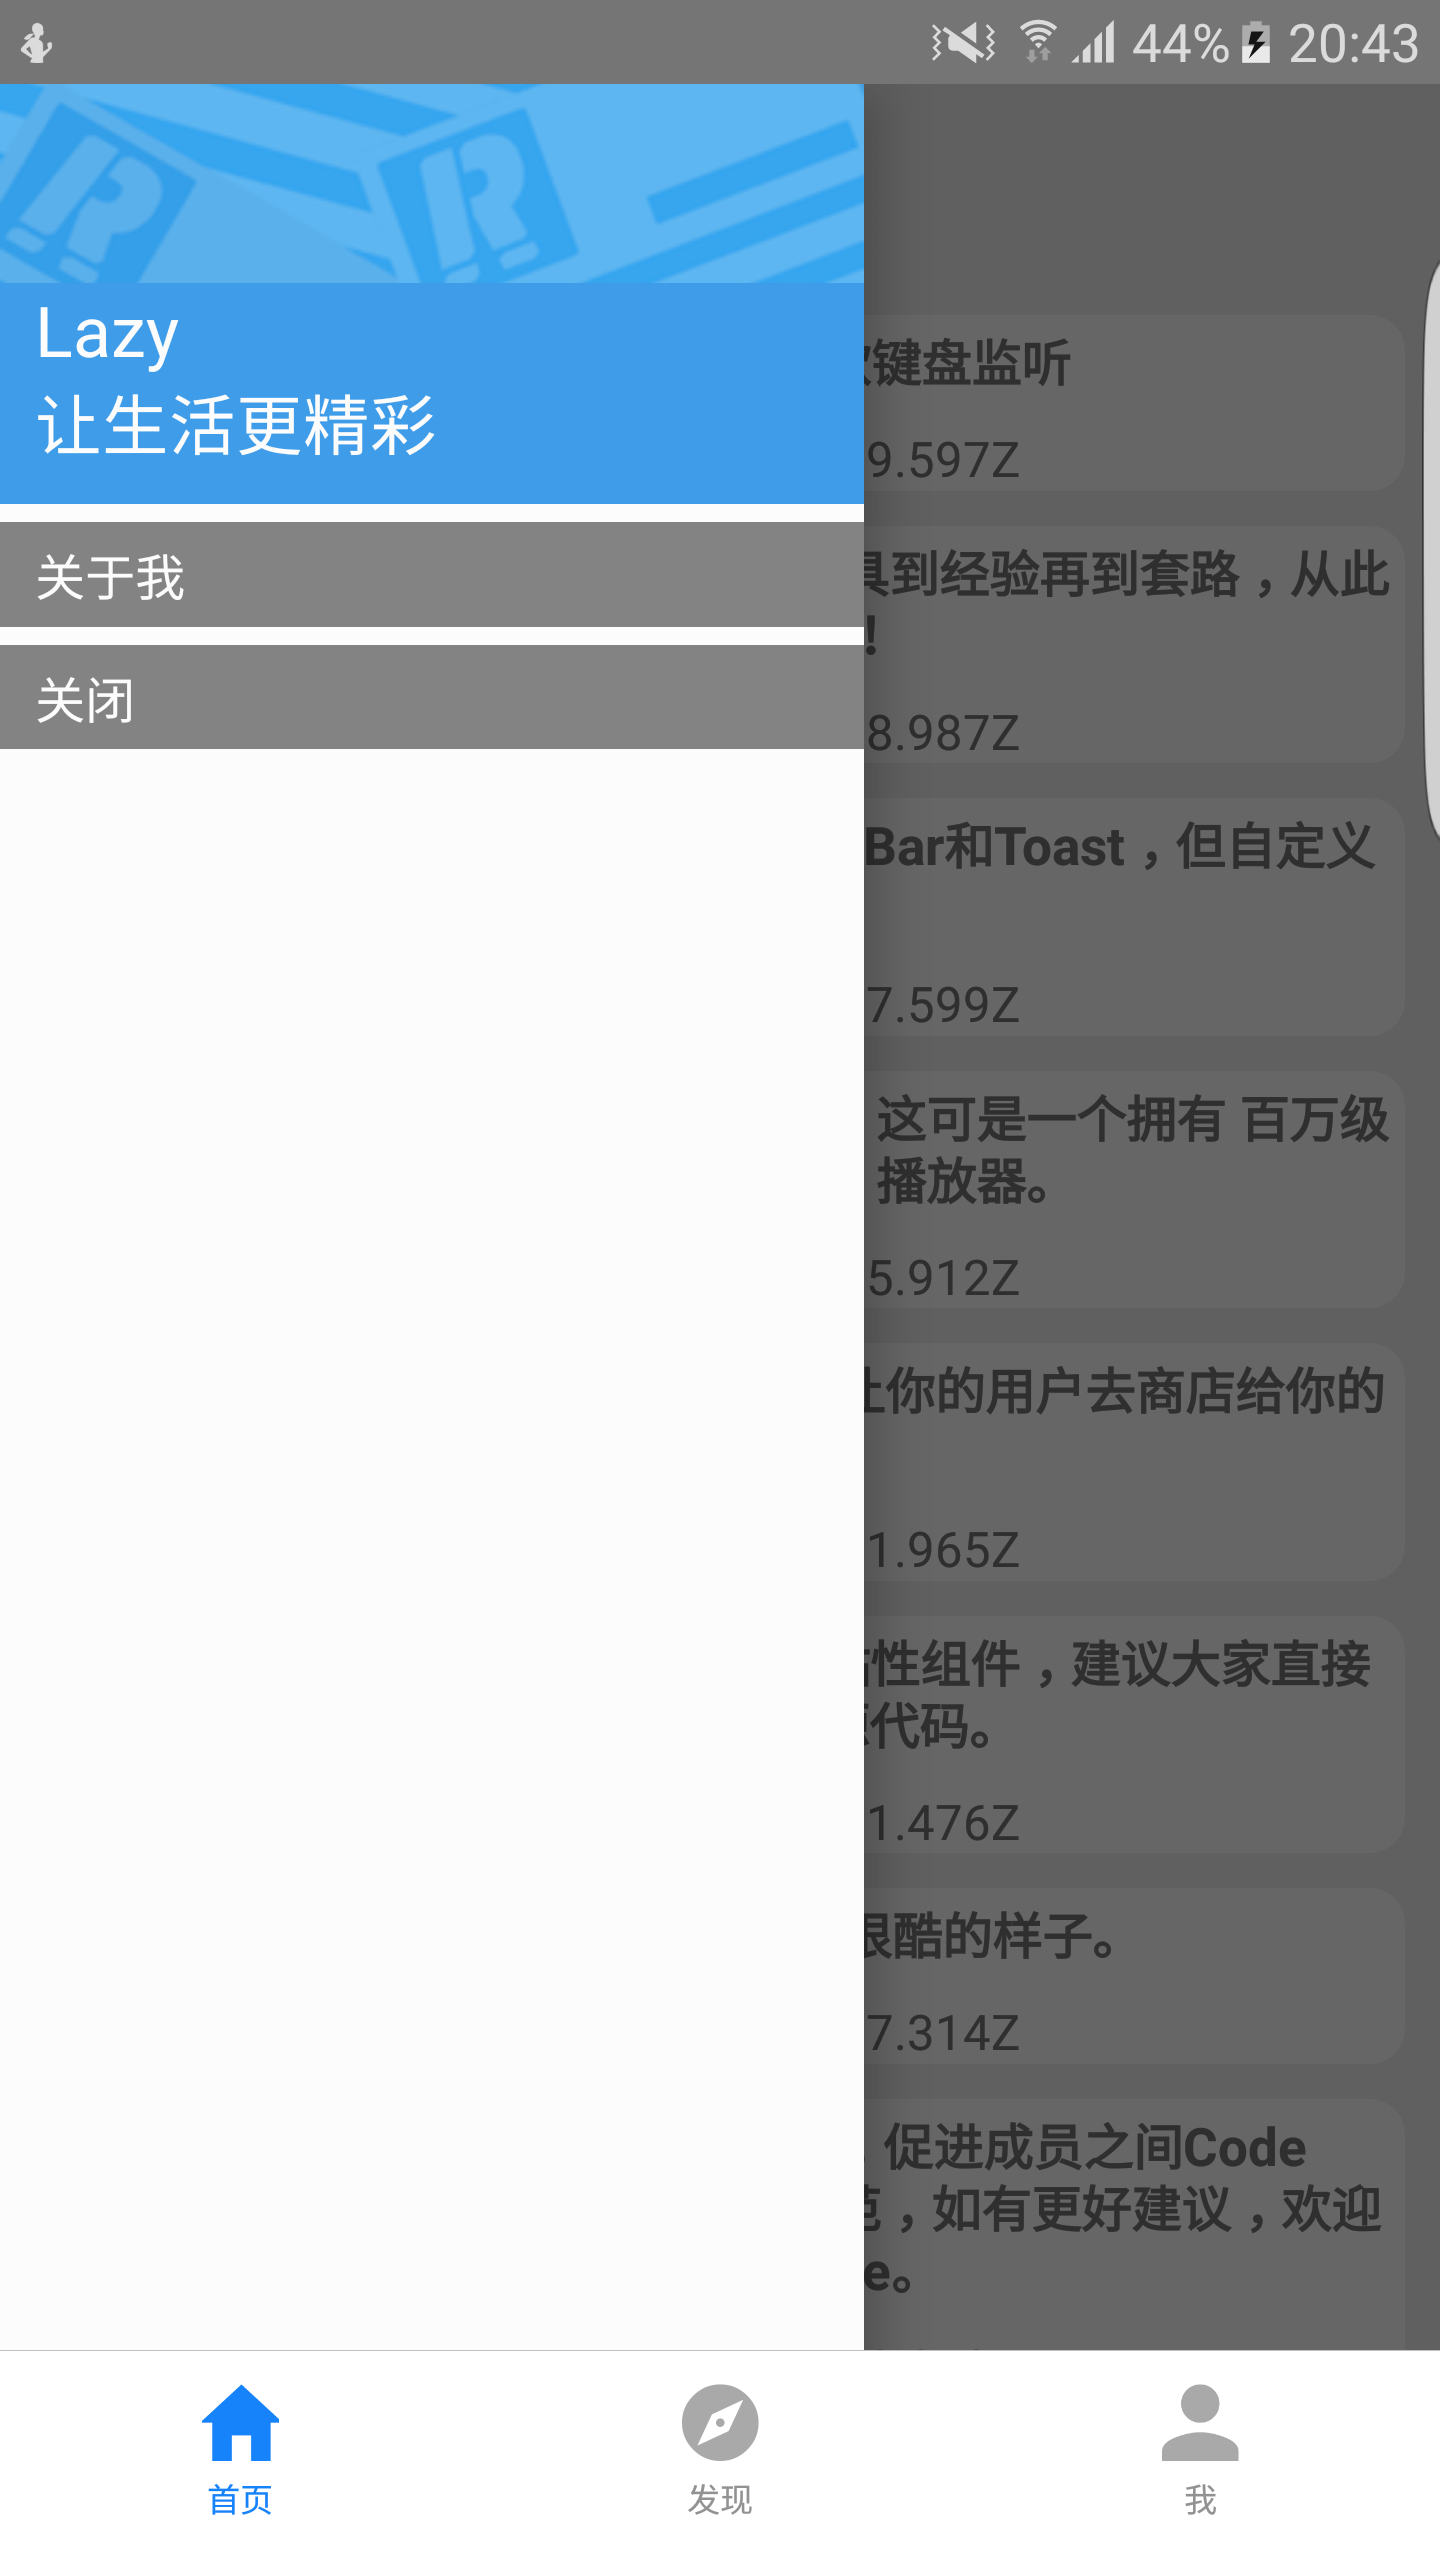 44% 20:43
Lazy
让生活更精彩
关于我
关闭
键盘监听
9.597Z
到经验再到套路，从此
！
8.987Z
Bar和Toast，但自定义
7.599Z
这可是一个拥有 百万级
播放器。
5.912Z
你的用户去商店给你的
1.965Z
性组件，建议大家直接
代码。
1.476Z
酷的样子。
7.314Z
促进成员之间Code
，如有更好建议，欢迎
e。
首页
发现
我